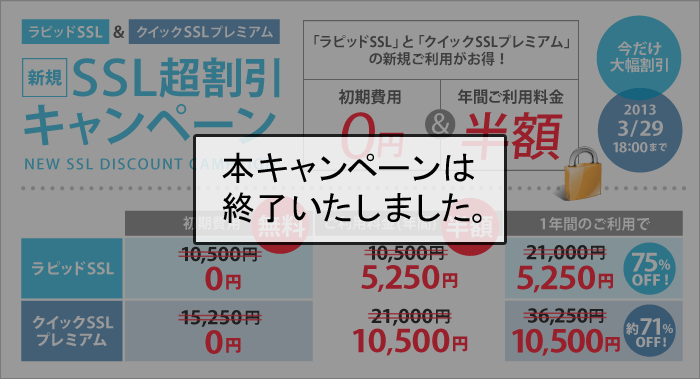 ラピッドSSL & クイックSSLプレミアム
新規 SSL超割引
キャンペーン
NEW SSL DISCOUNT
「ラピッドSSL」と「クイックSSLプレミアム」
の新規ご利用がお得！
初期費用
0円
&
年間ご利用料金
半額
今だけ
大幅割引
2013
3/29
18:00まで
本キャンペーンは
終了いたしました。
初期費用 無料
ご利用料金(年間) 半額
1年間のご利用で
ラピッドSSL
10,500円
0円
10,500円
5,250円
21,000円
5,250円
75%
OFF!
クイックSSL
プレミアム
15,250円
0円
21,000円
10,500円
36,250円
10,500円
約71%
OFF!